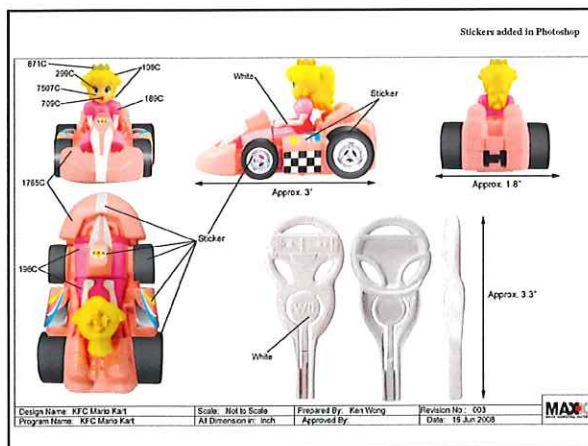 Stickers added in Photoshop
871C
109C
299C
7507C
709C
189C
White
Sticker
Approx. 3"
Approx. 1.8"
1765C
Sticker
196C
Approx. 3.3"
White
Design Name: KFC Mario Kart
Scale: Not to Scale
Prepared By: Ken Wong
Revision No.: 003
Program Name: KFC Mario Kart
All Dimension in: Inch
Approved By:
Date: 16 Jun 2008